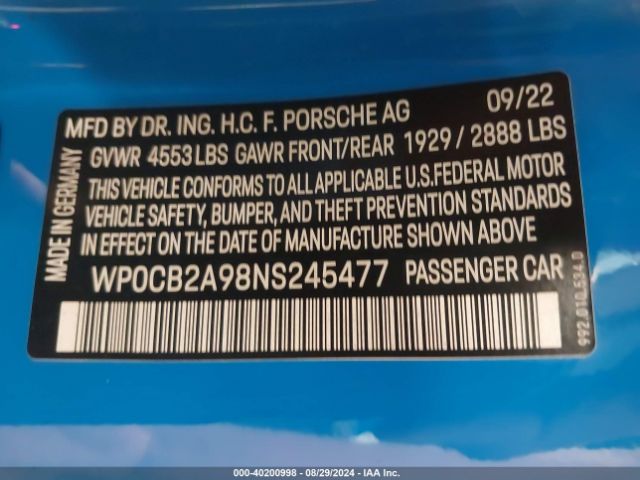 MFD BY DR. ING. H.C. F. PORSCHE AG 09/22
GVWR 4553 LBS GAWR FRONT/REAR 1929 / 2888 LBS
THIS VEHICLE CONFORMS TO ALL APPLICABLE U.S.FEDERAL MOTOR
VEHICLE SAFETY, BUMPER, AND THEFT PREVENTION STANDARDS
IN EFFECT ON THE DATE OF MANUFACTURE SHOWN ABOVE
WP0CB2A98NS245477 PASSENGER CAR
MADE IN GERMANY
992.010.534.D
000-40200998 - 08/29/2024 - IAA Inc.